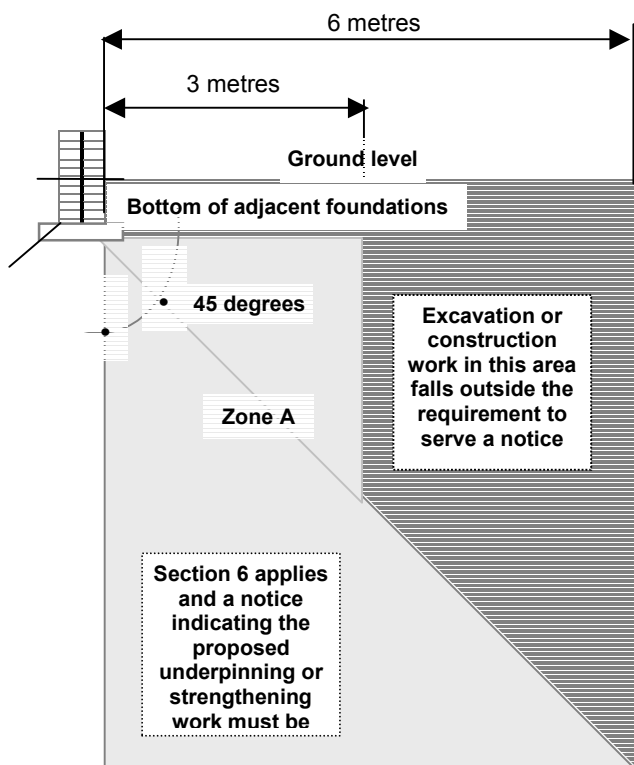 6 metres
3 metres
Ground level
Bottom of adjacent foundations
45 degrees
Excavation or
construction
work in this area
falls outside the
requirement to
serve a notice
Zone A
Section 6 applies
and a notice
indicating the
proposed
underpinning or
strengthening
work must be